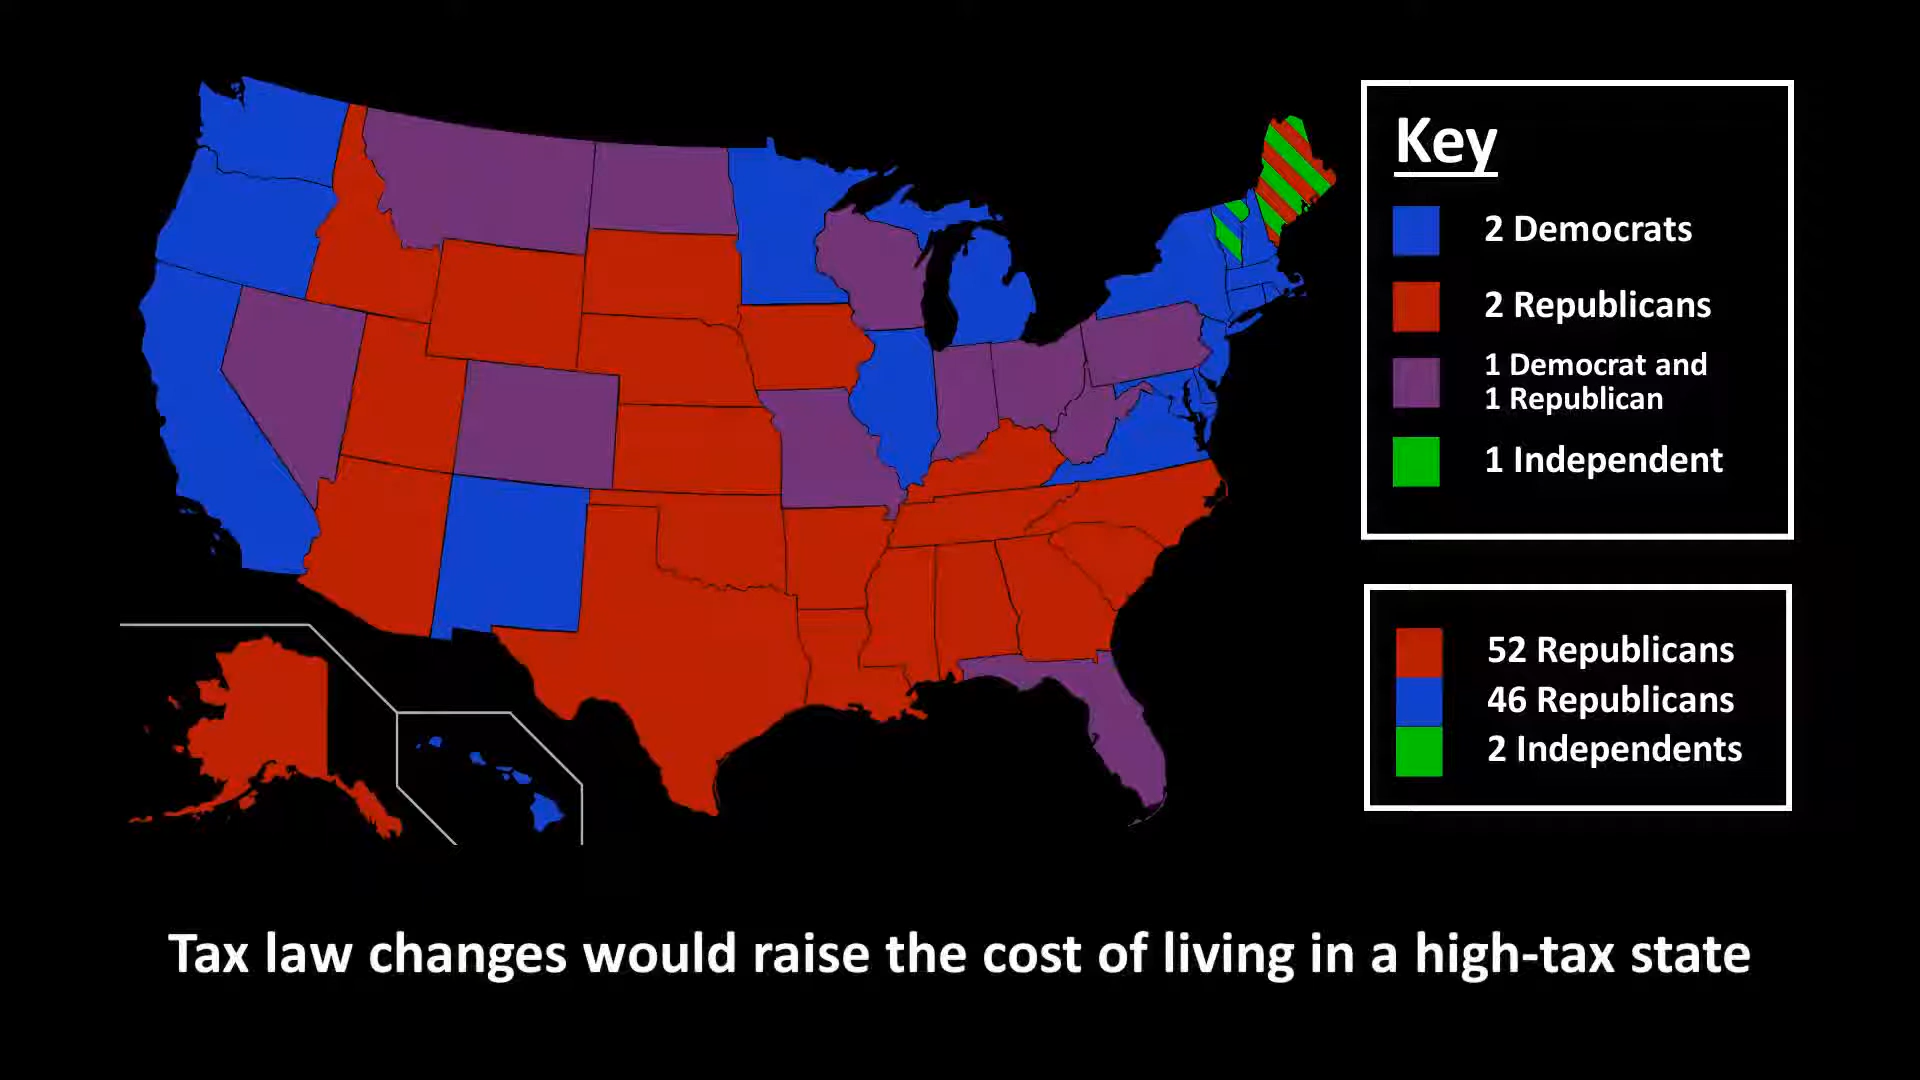 Key
2 Democrats
2 Republicans
1 Democrat and
1 Republican
1 Independent
52 Republicans
46 Republicans
2 Independents
Tax law changes would raise the cost of living in a high-tax state